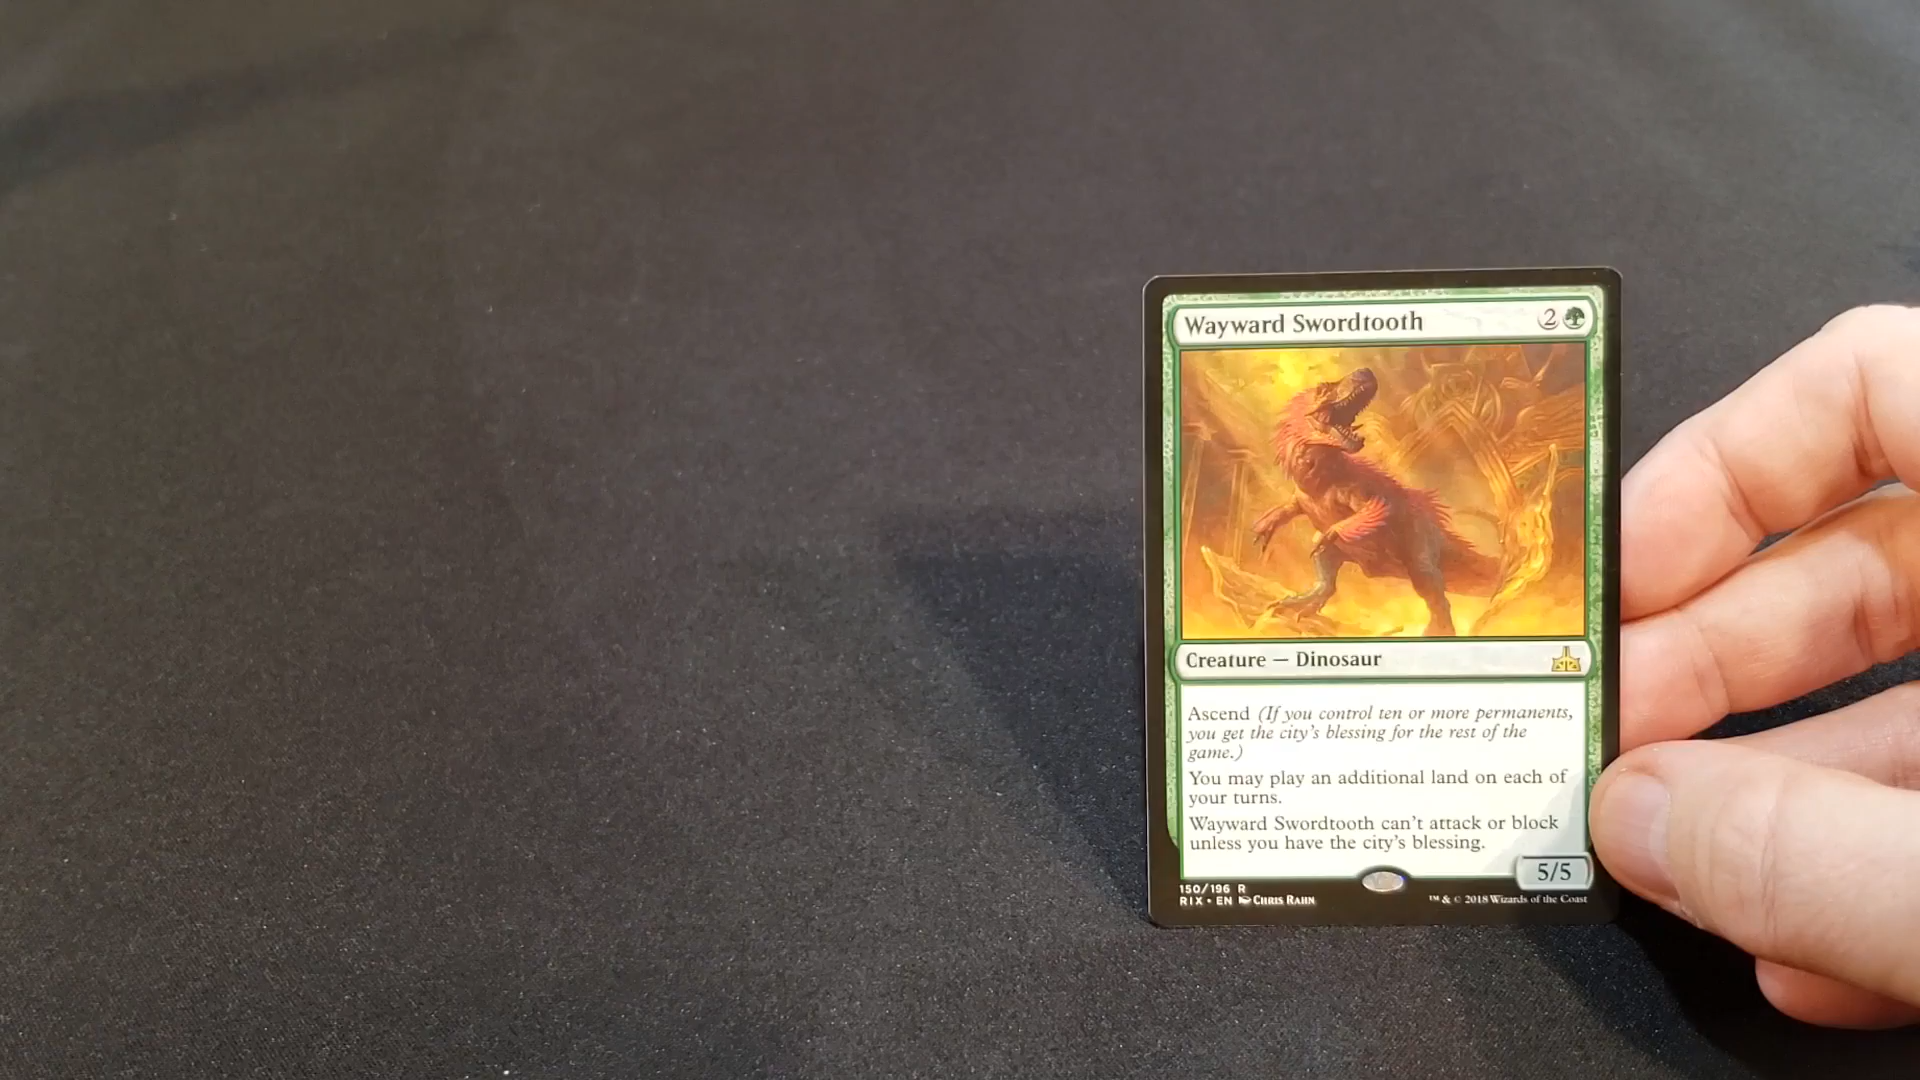 Wayward Swordtooth 2
Creature — Dinosaur
Ascend (If you control ten or more permanents,
you get the city's blessing for the rest of the
game.)
You may play an additional land on each of
your turns.
Wayward Swordtooth can't attack or block
unless you have the city's blessing.
5/5
150/196 R
RIX • EN Chris Rahn
™ & © 2018 Wizards of the Coast